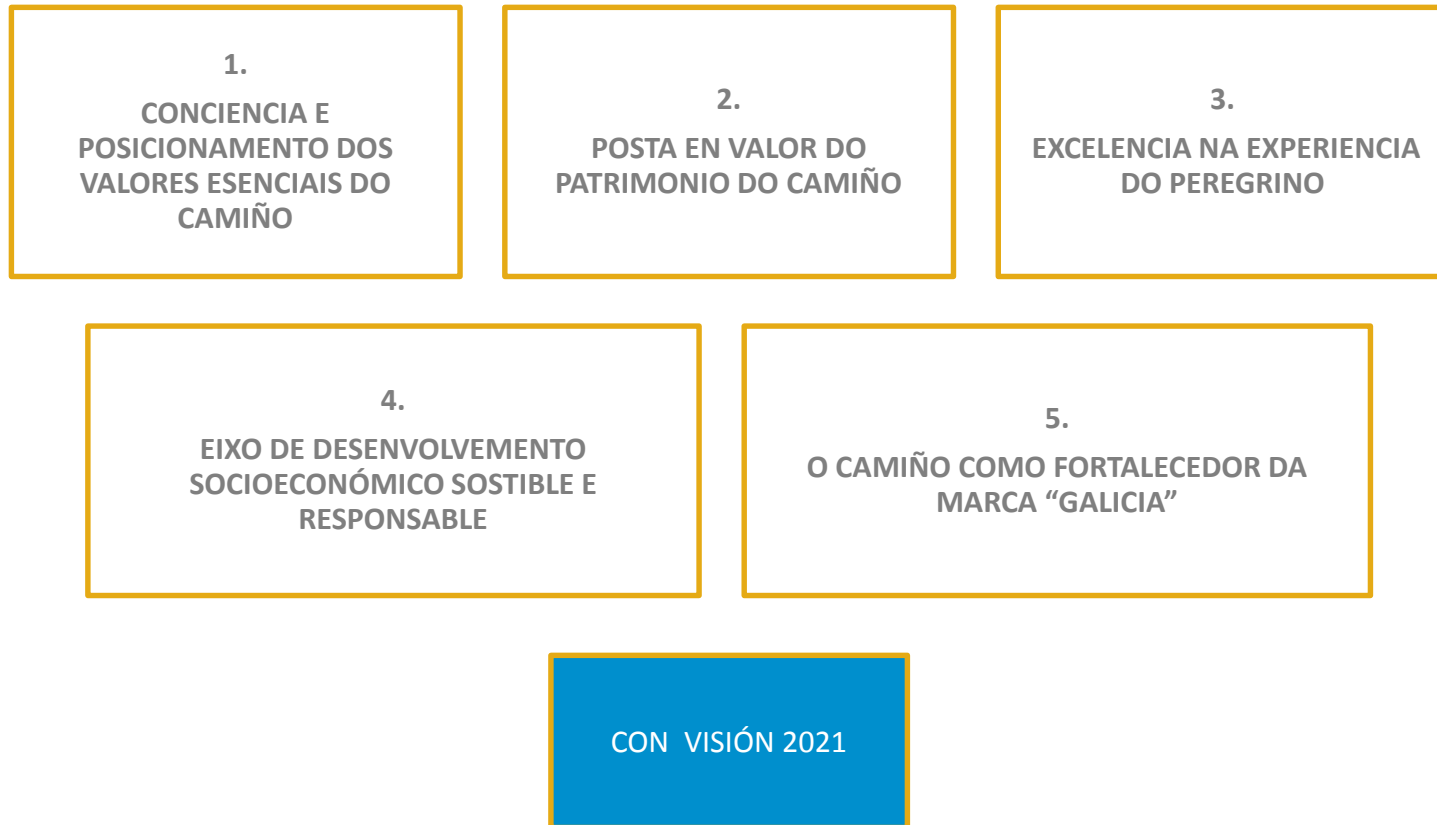 1.
CONCIENCIA E
POSICIONAMENTO DOS
VALORES ESENCIAIS DO
CAMIÑO
2.
POSTA EN VALOR DO
PATRIMONIO DO CAMIÑO
3.
EXCELENCIA NA EXPERIENCIA
DO PEREGRINO
4.
EIXO DE DESENVOLVEMENTO
SOCIOECONÓMICO SOSTIBLE E
RESPONSABLE
5.
O CAMIÑO COMO FORTALECEDOR DA
MARCA “GALICIA”
CON VISIÓN 2021